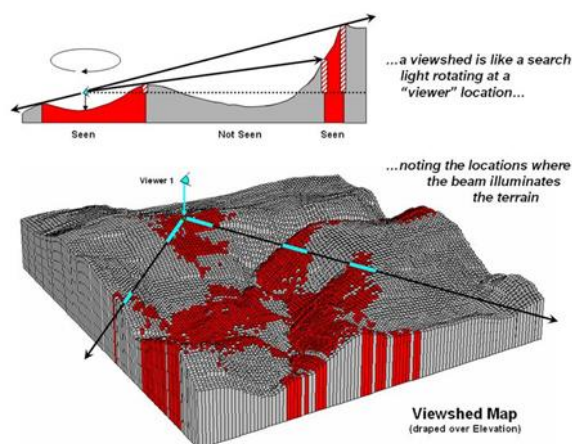 ...a viewshed is like a search
light rotating at a
"viewer" location...
Seen
Not Seen
Seen
...noting the locations where
the beam illuminates
the terrain
Viewer 1
Viewshed Map
(draped over Elevation)